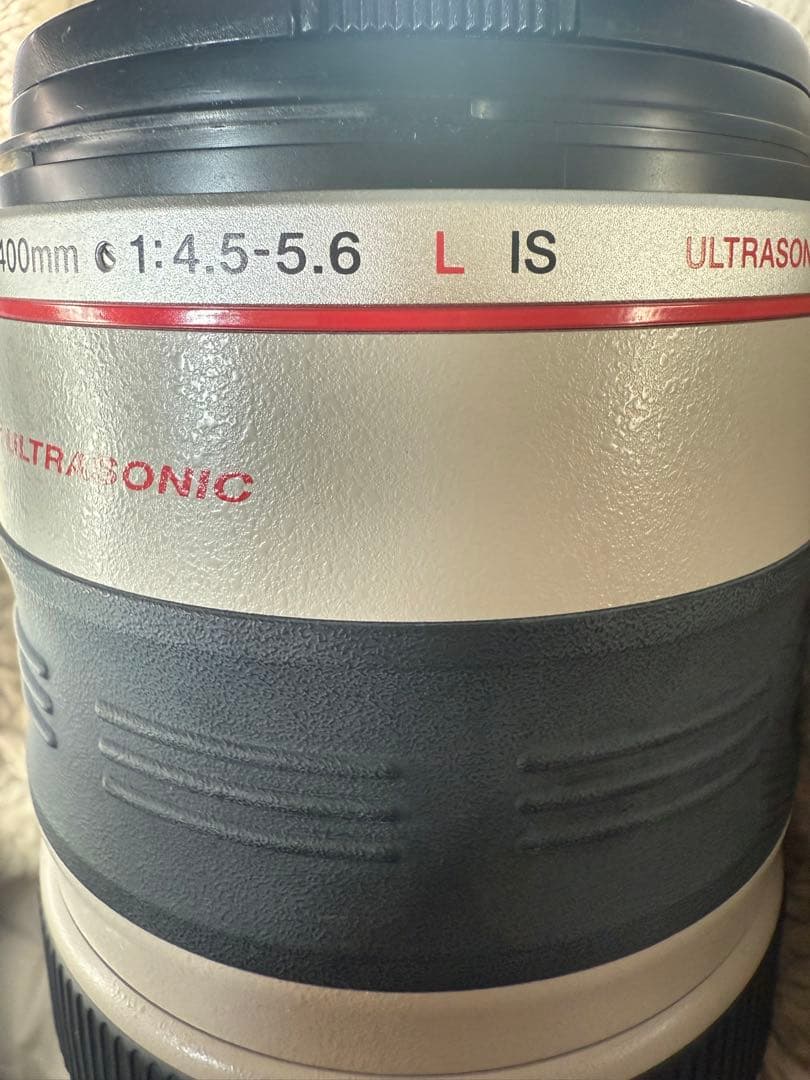 400mm 1:4.5-5.6 L IS ULTRASON
ULTRASONIC